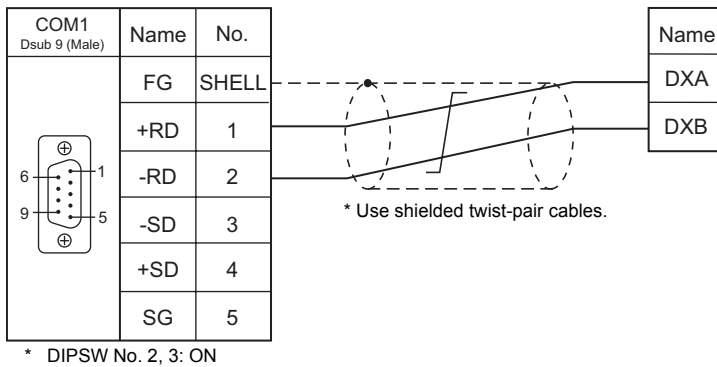 COM1
Dsub 9 (Male)
Name
No.
Name
FG
SHELL
DXA
+RD
1
DXB
-RD
2
6
1
9
5
-SD
3
* Use shielded twist-pair cables.
+SD
4
SG
5
* DIPSW No. 2, 3: ON